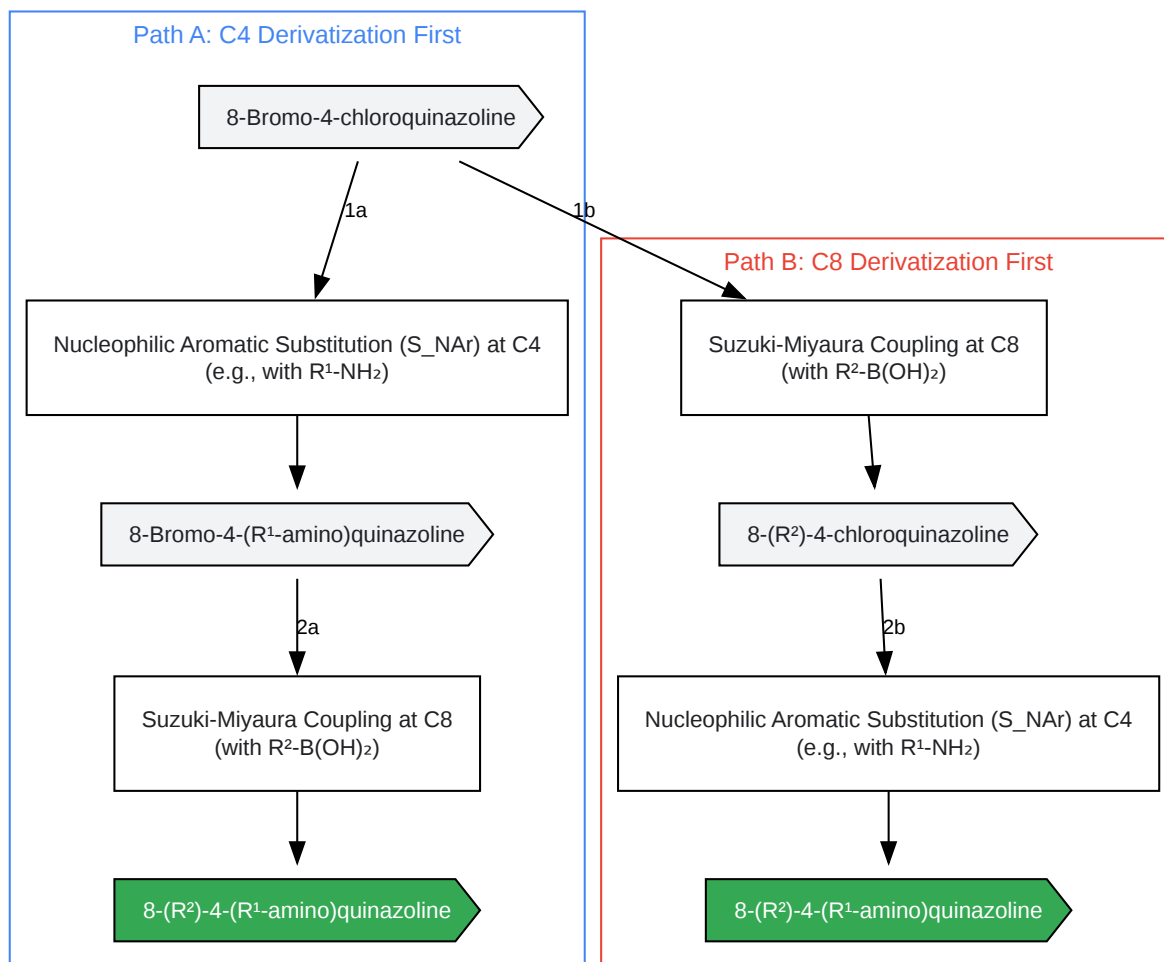 Path A: C4 Derivatization First
8-Bromo-4-chloroquinazoline
1a
1b
Path B: C8 Derivatization First
Nucleophilic Aromatic Substitution (S_NAr) at C4
(e.g., with R¹-NH₂)
Suzuki-Miyaura Coupling at C8
(with R²-B(OH)₂)
8-Bromo-4-(R¹-amino)quinazoline
8-(R²)-4-chloroquinazoline
2a
2b
Suzuki-Miyaura Coupling at C8
(with R²-B(OH)₂)
Nucleophilic Aromatic Substitution (S_NAr) at C4
(e.g., with R¹-NH₂)
8-(R²)-4-(R¹-amino)quinazoline
8-(R²)-4-(R¹-amino)quinazoline